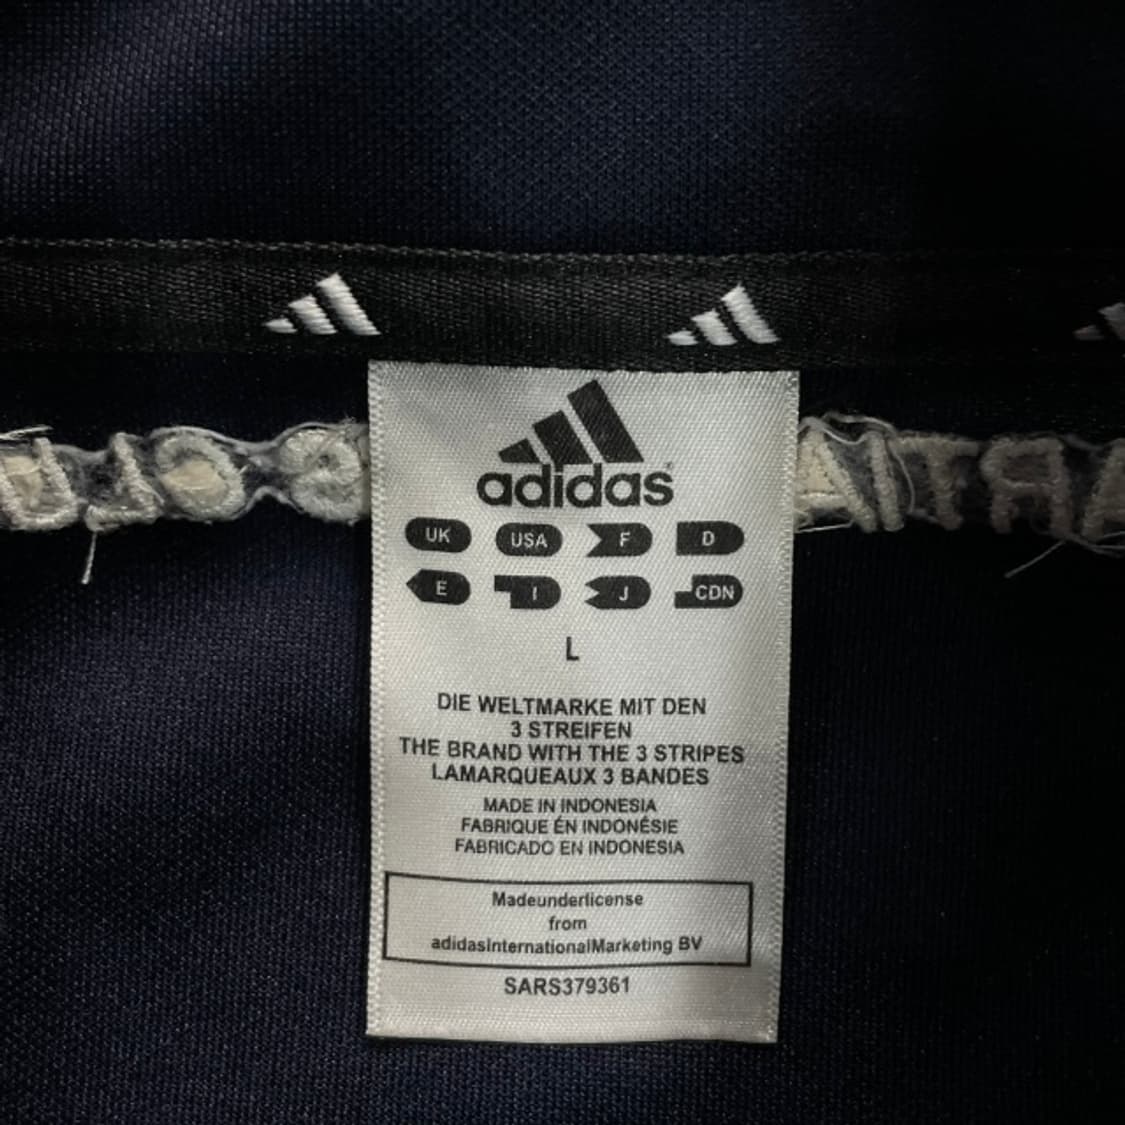 adidas
UK USA F D
E I J CDN
L
DIE WELTMARKE MIT DEN
3 STREIFEN
THE BRAND WITH THE 3 STRIPES
LAMARQUEAUX 3 BANDES
MADE IN INDONESIA
FABRIQUE ÉN INDONÉSIE
FABRICADO EN INDONESIA
Madeunderlicense
from
adidasInternationalMarketing BV
SARS379361